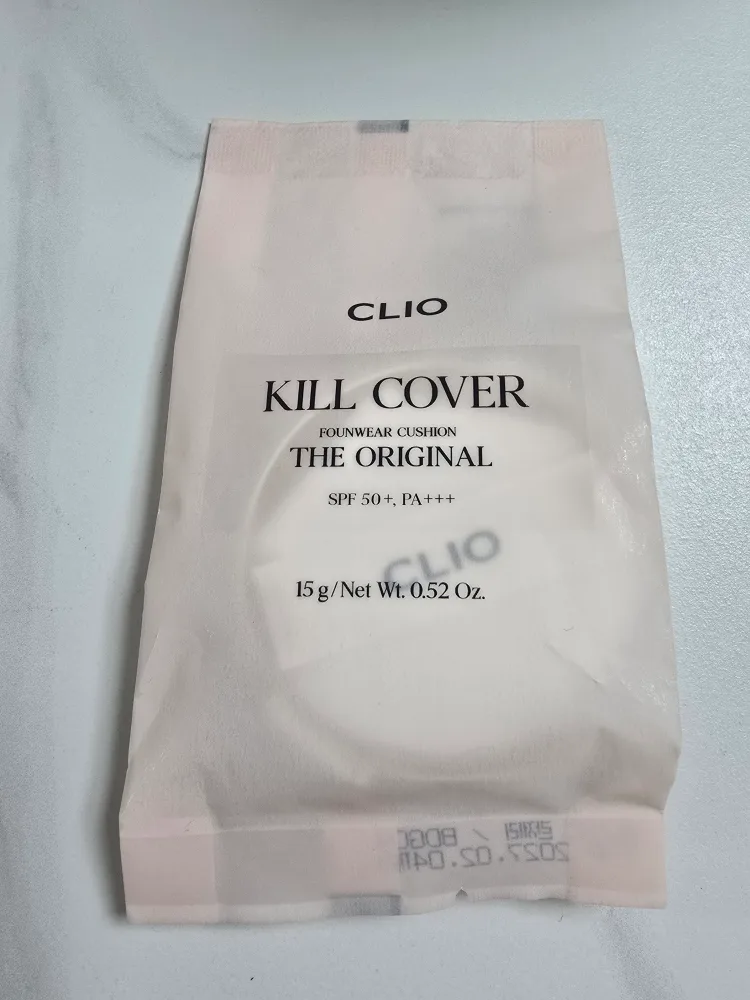 CLIO
KILL COVER
FOUNWEAR CUSHION
THE ORIGINAL
SPF 50+, PA+++
CLIO
15 g/Net Wt. 0.52 Oz.
/ BDG
2027.02.04